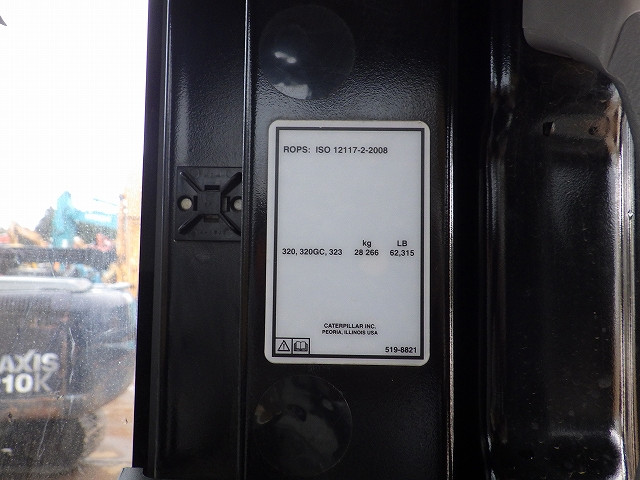 ROPS: ISO 12117-2-2008
kg LB
320, 320GC, 323 28 266 62,315
CATERPILLAR INC.
PEORIA, ILLINOIS USA
519-8821
AXIS
10K